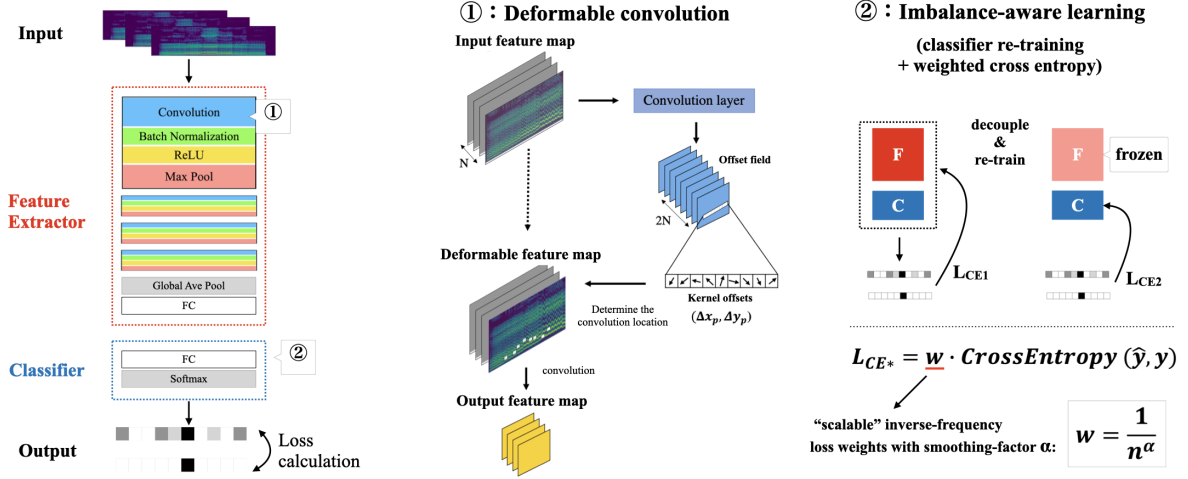 Input
Convolution
①
Batch Normalization
ReLU
Max Pool
Feature
Extractor
Global Ave Pool
FC
②
FC
Classifier
Softmax
Output
Loss
calculation
①：Deformable convolution
Input feature map
Convolution layer
N
Offset field
2N
Deformable feature map
Kernel offsets
(Δx_p, Δy_p)
Determine the
convolution location
convolution
Output feature map
②：Imbalance-aware learning
(classifier re-training
+ weighted cross entropy)
decouple
&
re-train
F
C
L_CE1
F
frozen
C
L_CE2
L_CE* = w · CrossEntropy (ŷ, y)
“scalable” inverse-frequency
loss weights with smoothing-factor α:
w = 1/n^α